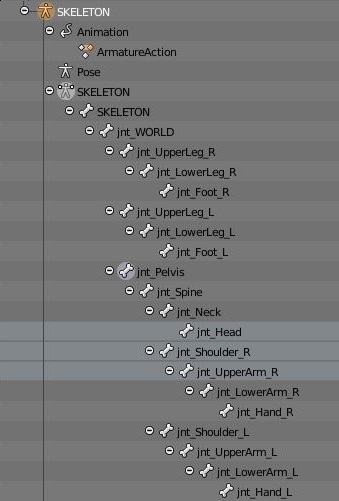 SKELETON
Animation
ArmatureAction
Pose
SKELETON
SKELETON
jnt_WORLD
jnt_UpperLeg_R
jnt_LowerLeg_R
jnt_Foot_R
jnt_UpperLeg_L
jnt_LowerLeg_L
jnt_Foot_L
jnt_Pelvis
jnt_Spine
jnt_Neck
jnt_Head
jnt_Shoulder_R
jnt_UpperArm_R
jnt_LowerArm_R
jnt_Hand_R
jnt_Shoulder_L
jnt_UpperArm_L
jnt_LowerArm_L
jnt_Hand_L